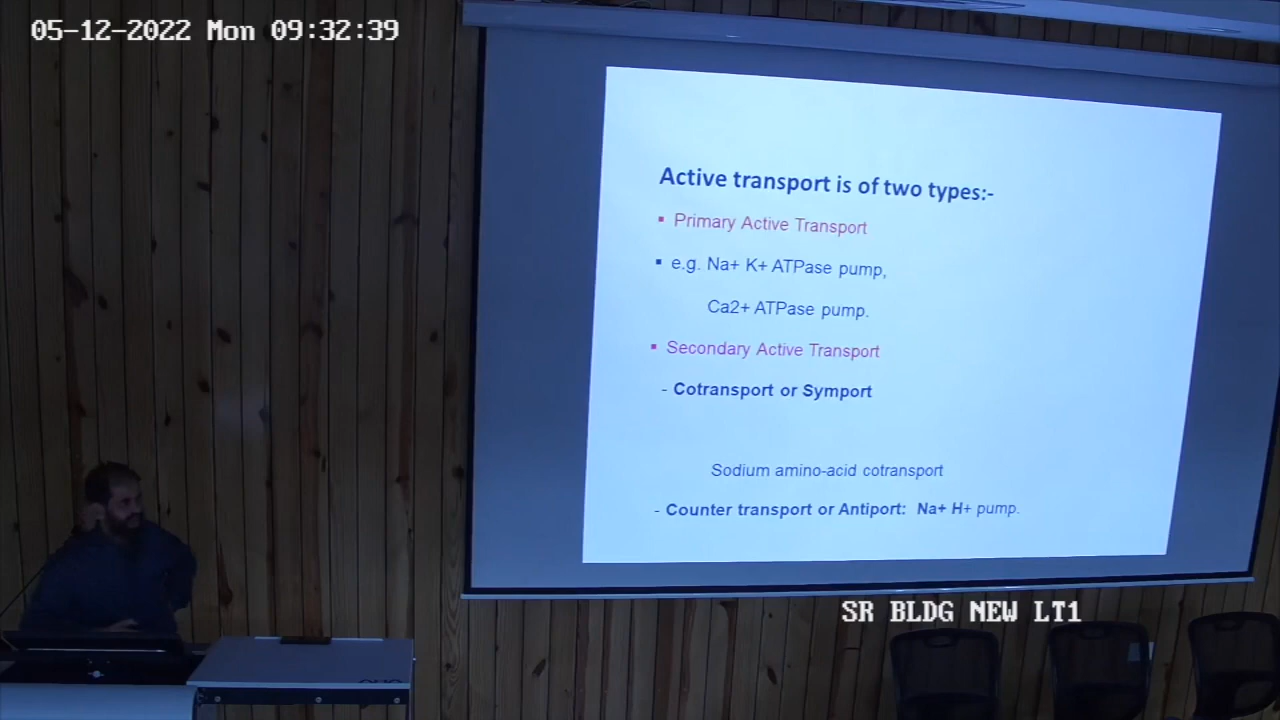 05-12-2022 Mon 09:32:39
Active transport is of two types:-
▪ Primary Active Transport
▪ e.g. Na+ K+ ATPase pump,
Ca2+ ATPase pump.
▪ Secondary Active Transport
- Cotransport or Symport
Sodium amino-acid cotransport
- Counter transport or Antiport: Na+ H+ pump.
SR BLDG NEW LT1